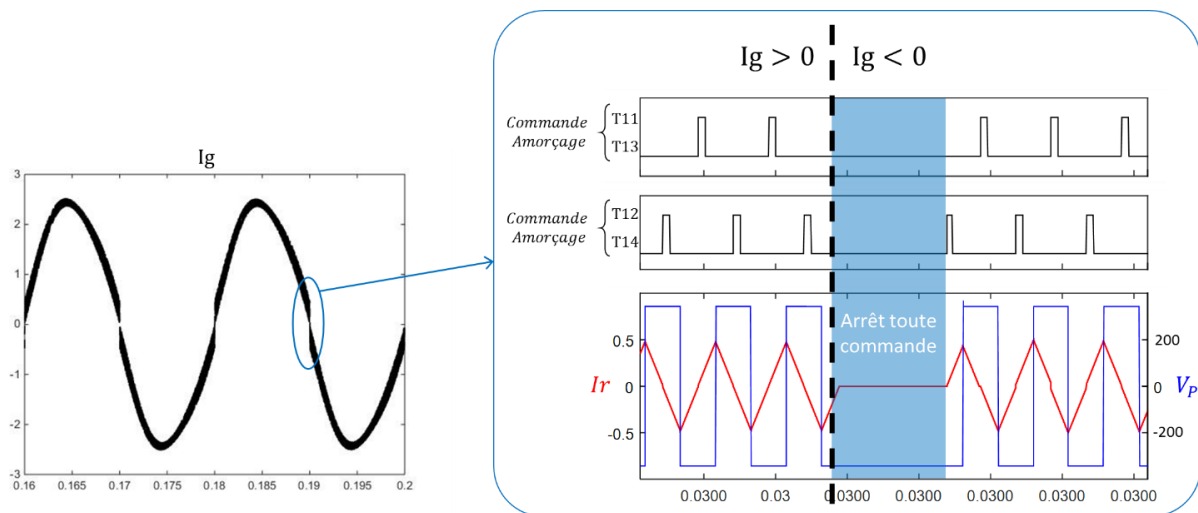 Ig
3
2
1
0
-1
-2
-3
0.16 0.165 0.17 0.175 0.18 0.185 0.19 0.195 0.2
Ig > 0 Ig < 0
Commande
Amorçage
T11
T13
Commande
Amorçage
T12
T14
Arrêt toute
commande
0.5
0
-0.5
Ir
200
0
-200
V_P
0.0300 0.03 0.0300 0.0300 0.0300 0.0300 0.0300